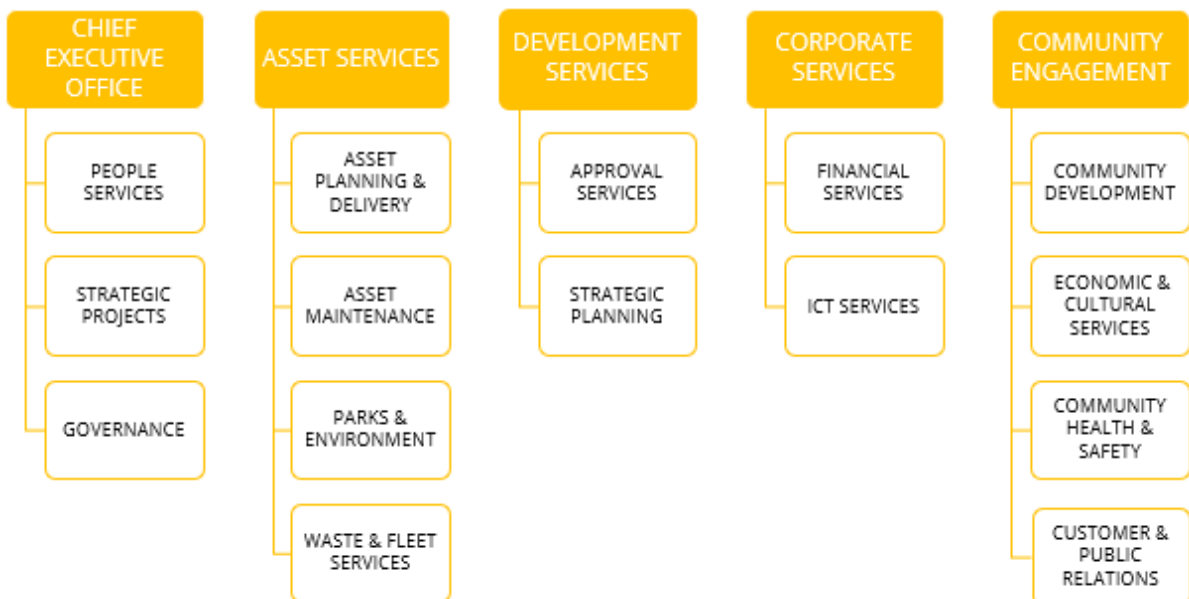 CHIEF
EXECUTIVE
OFFICE
PEOPLE
SERVICES
STRATEGIC
PROJECTS
GOVERNANCE
ASSET SERVICES
ASSET
PLANNING &
DELIVERY
ASSET
MAINTENANCE
PARKS &
ENVIRONMENT
WASTE & FLEET
SERVICES
DEVELOPMENT
SERVICES
APPROVAL
SERVICES
STRATEGIC
PLANNING
CORPORATE
SERVICES
FINANCIAL
SERVICES
ICT SERVICES
COMMUNITY
ENGAGEMENT
COMMUNITY
DEVELOPMENT
ECONOMIC &
CULTURAL
SERVICES
COMMUNITY
HEALTH &
SAFETY
CUSTOMER &
PUBLIC
RELATIONS